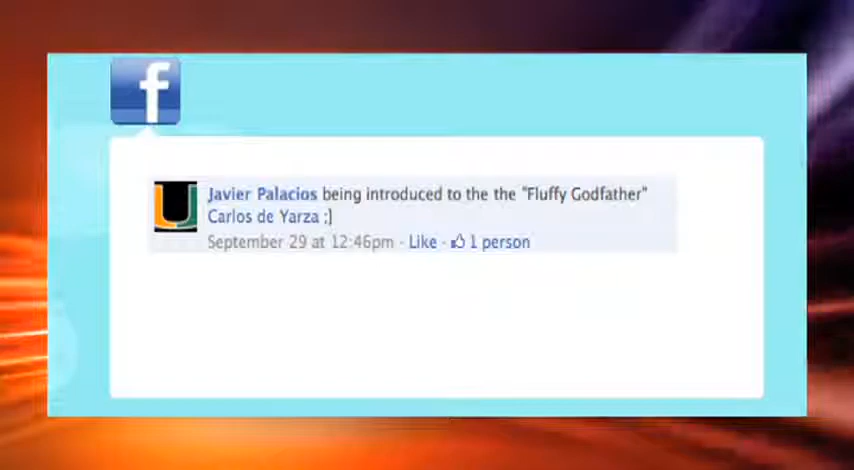 f
Javier Palacios being introduced to the the "Fluffy Godfather"
Carlos de Yarza :]
September 29 at 12:46pm · Like · 1 person